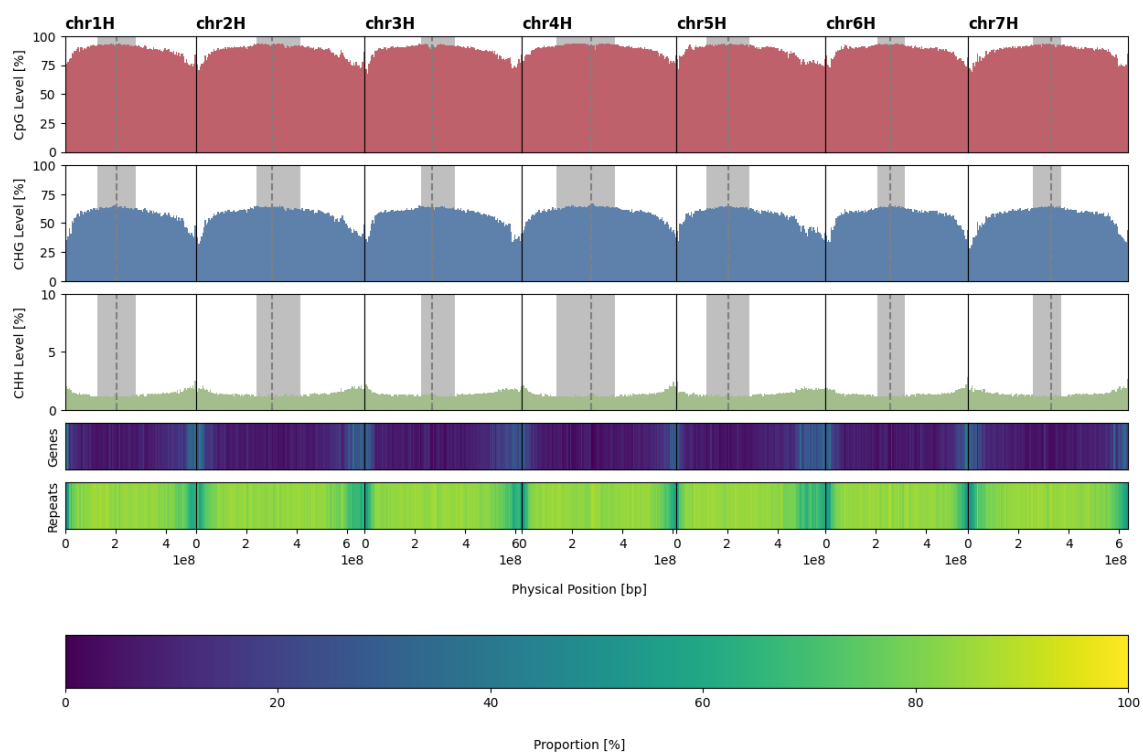 chr1H chr2H chr3H chr4H chr5H chr6H chr7H
100
75
50
25
0
CpG Level [%]
100
75
50
25
0
CHG Level [%]
10
5
0
CHH Level [%]
Genes
Repeats
0 2 4 0 2 4 6 0 2 4 6 0 2 4 0 2 4 0 2 4 0 2 4 6
1e8 1e8 1e8 1e8 1e8 1e8 1e8
Physical Position [bp]
0 20 40 60 80 100
Proportion [%]